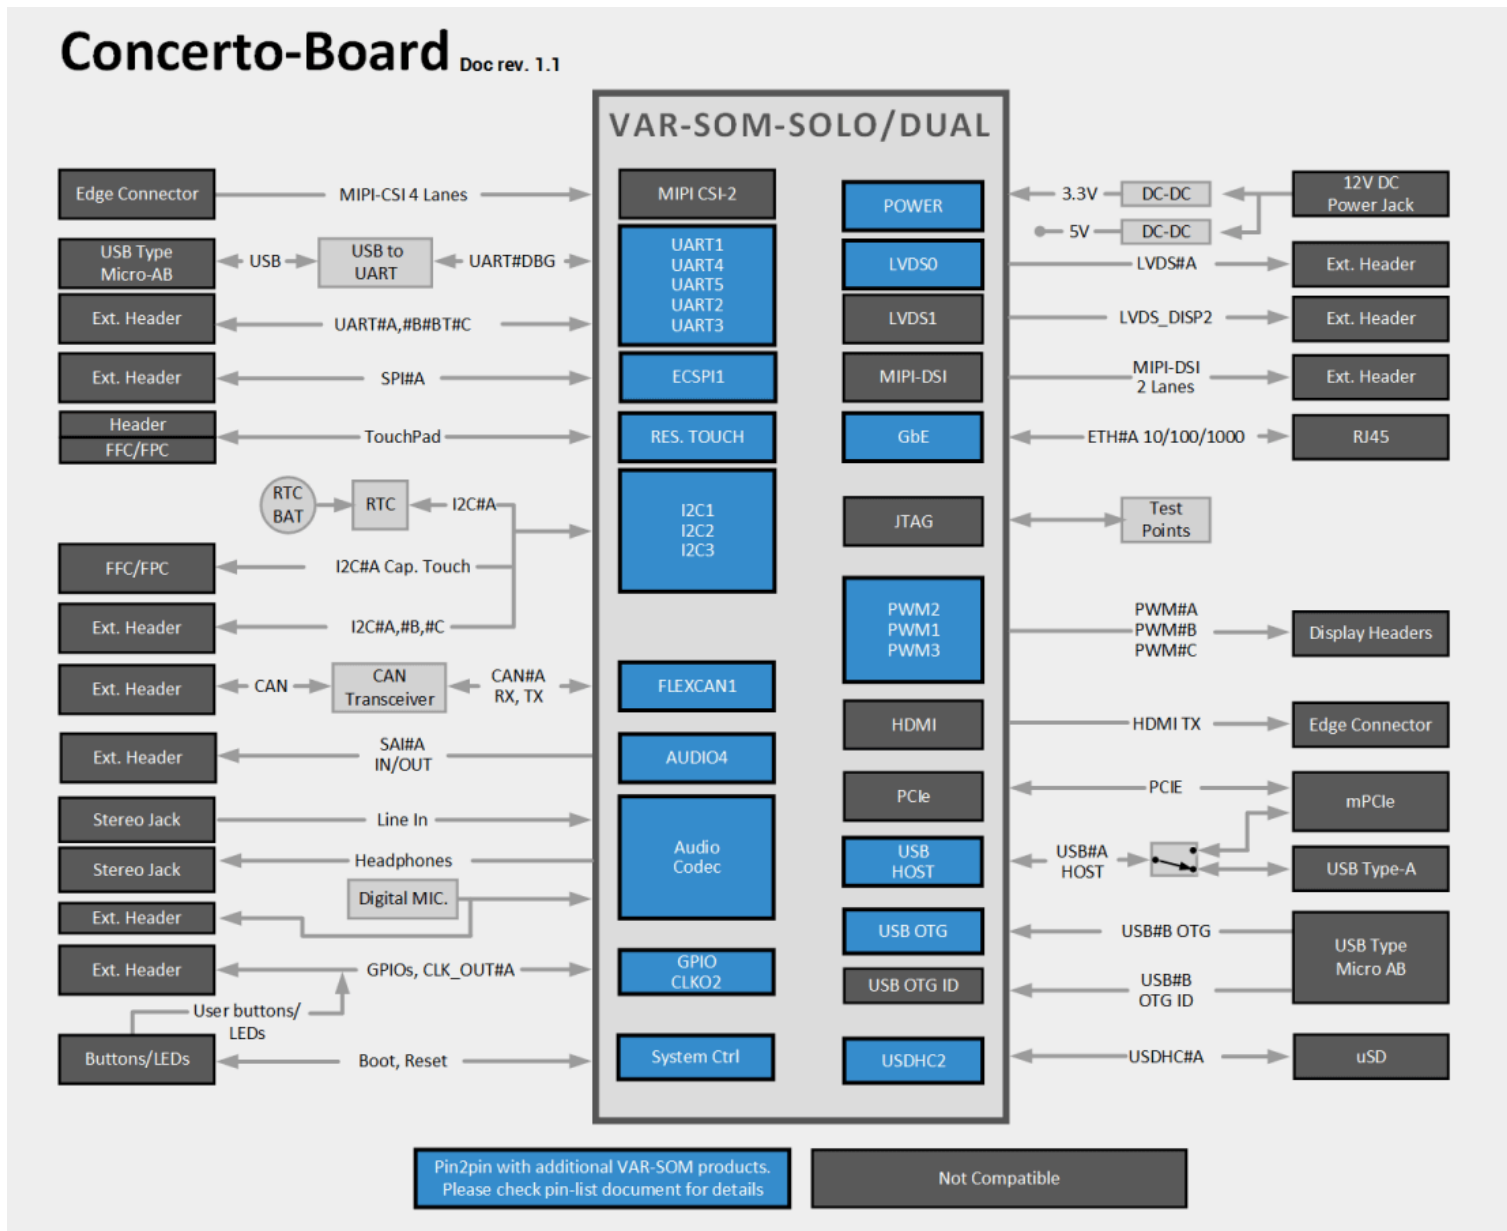 Concerto-Board Doc rev. 1.1
VAR-SOM-SOLO/DUAL
Edge Connector
MIPI-CSI 4 Lanes
MIPI CSI-2
USB Type
Micro-AB
USB
USB to
UART
UART#DBG
UART1
UART4
UART5
UART2
UART3
Ext. Header
UART#A,#B#BT#C
Ext. Header
SPI#A
ECSPI1
Header
FFC/FPC
TouchPad
RES. TOUCH
RTC
BAT
RTC
I2C#A
I2C1
I2C2
I2C3
FFC/FPC
I2C#A Cap. Touch
Ext. Header
I2C#A,#B,#C
Ext. Header
CAN
CAN
Transceiver
CAN#A
RX, TX
FLEXCAN1
Ext. Header
SAI#A
IN/OUT
AUDIO4
Stereo Jack
Line In
Audio
Codec
Stereo Jack
Headphones
Digital MIC.
Ext. Header
Ext. Header
GPIOs, CLK_OUT#A
GPIO
CLKO2
User buttons/
LEDs
Buttons/LEDs
Boot, Reset
System Ctrl
POWER
3.3V
DC-DC
12V DC
Power Jack
5V
DC-DC
LVDS0
LVDS#A
Ext. Header
LVDS1
LVDS_DISP2
Ext. Header
MIPI-DSI
MIPI-DSI
2 Lanes
Ext. Header
GbE
ETH#A 10/100/1000
RJ45
JTAG
Test
Points
PWM2
PWM1
PWM3
PWM#A
PWM#B
PWM#C
Display Headers
HDMI
HDMI TX
Edge Connector
PCIe
PCIE
mPCIe
USB
HOST
USB#A
HOST
USB Type-A
USB OTG
USB#B OTG
USB Type
Micro AB
USB OTG ID
USB#B
OTG ID
USDHC2
USDHC#A
uSD
Pin2pin with additional VAR-SOM products.
Please check pin-list document for details
Not Compatible